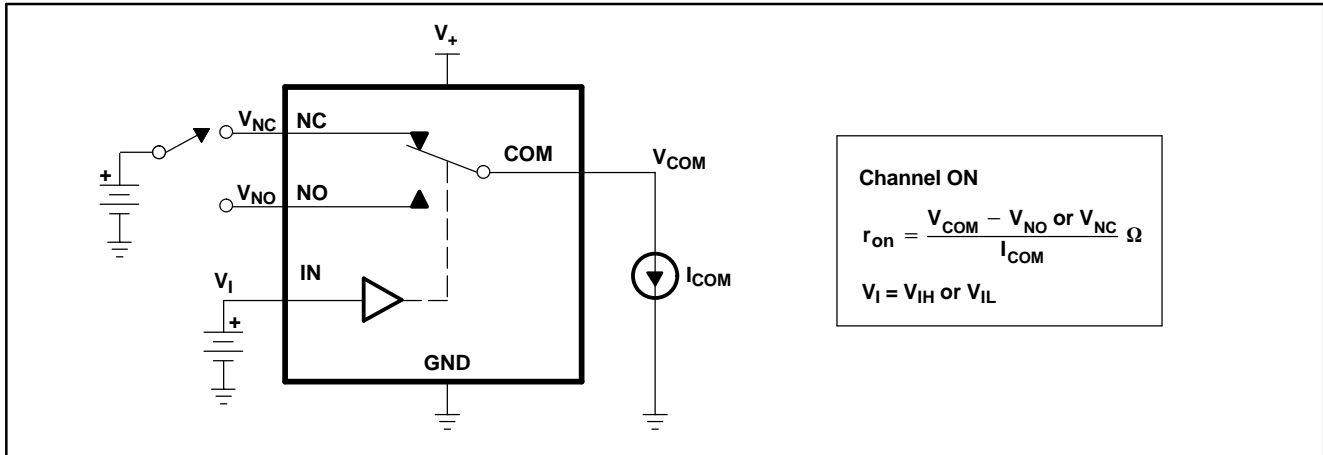 V+
VNC NC
COM
VCOM
+
VNO NO
VI
IN
+
ICOM
GND
Channel ON
ron = VCOM − VNO or VNC / ICOM Ω
VI = VIH or VIL